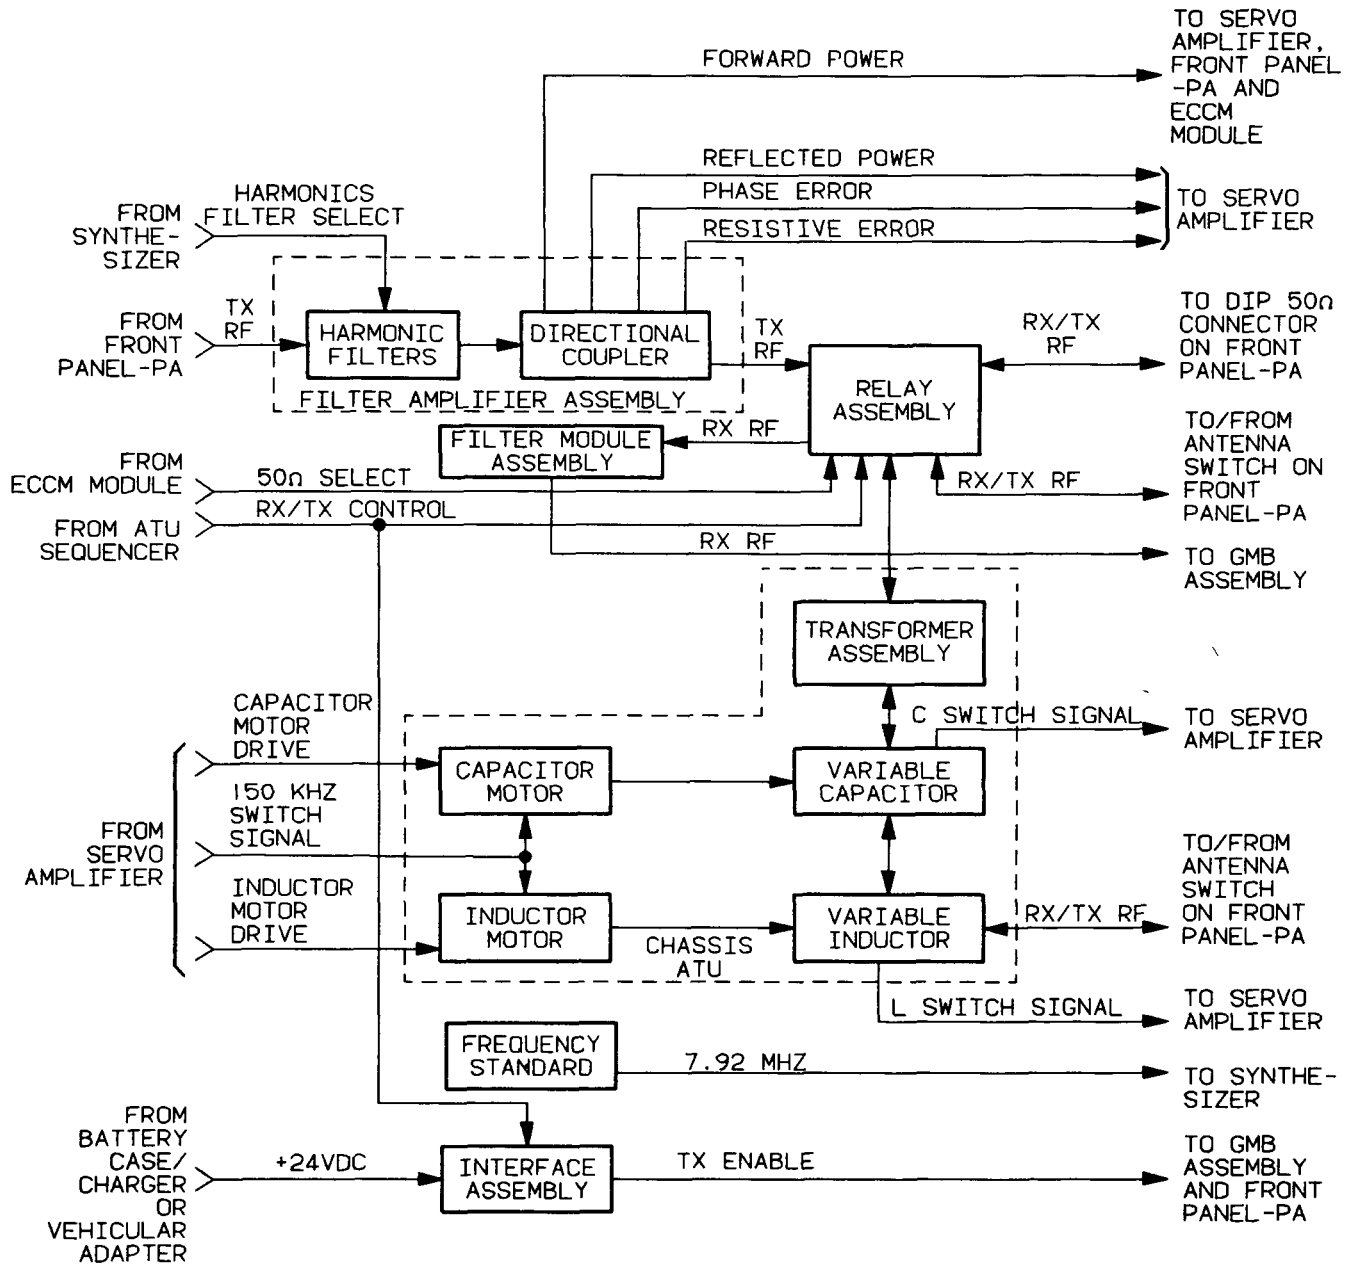 TO SERVO
AMPLIFIER,
FRONT PANEL
-PA AND
ECCM
MODULE
FORWARD POWER
REFLECTED POWER
PHASE ERROR
RESISTIVE ERROR
TO SERVO
AMPLIFIER
HARMONICS
FILTER SELECT
FROM
SYNTHE-
SIZER
TX
RF
FROM
FRONT
PANEL-PA
HARMONIC
FILTERS
DIRECTIONAL
COUPLER
FILTER AMPLIFIER ASSEMBLY
TX
RF
RELAY
ASSEMBLY
RX/TX
RF
TO DIP 50Ω
CONNECTOR
ON FRONT
PANEL-PA
FILTER MODULE
ASSEMBLY
RX RF
TO/FROM
ANTENNA
SWITCH ON
FRONT
PANEL-PA
RX/TX RF
FROM
ECCM MODULE
50Ω SELECT
RX/TX CONTROL
FROM ATU
SEQUENCER
RX RF
TO GMB
ASSEMBLY
TRANSFORMER
ASSEMBLY
CAPACITOR
MOTOR
DRIVE
C SWITCH SIGNAL
TO SERVO
AMPLIFIER
CAPACITOR
MOTOR
VARIABLE
CAPACITOR
150 KHZ
SWITCH
SIGNAL
FROM
SERVO
AMPLIFIER
INDUCTOR
MOTOR
DRIVE
INDUCTOR
MOTOR
CHASSIS
ATU
VARIABLE
INDUCTOR
RX/TX RF
TO/FROM
ANTENNA
SWITCH
ON FRONT
PANEL-PA
L SWITCH SIGNAL
TO SERVO
AMPLIFIER
FREQUENCY
STANDARD
7.92 MHZ
TO SYNTHE-
SIZER
FROM
BATTERY
CASE/
CHARGER
OR
VEHICULAR
ADAPTER
+24VDC
INTERFACE
ASSEMBLY
TX ENABLE
TO GMB
ASSEMBLY
AND FRONT
PANEL-PA